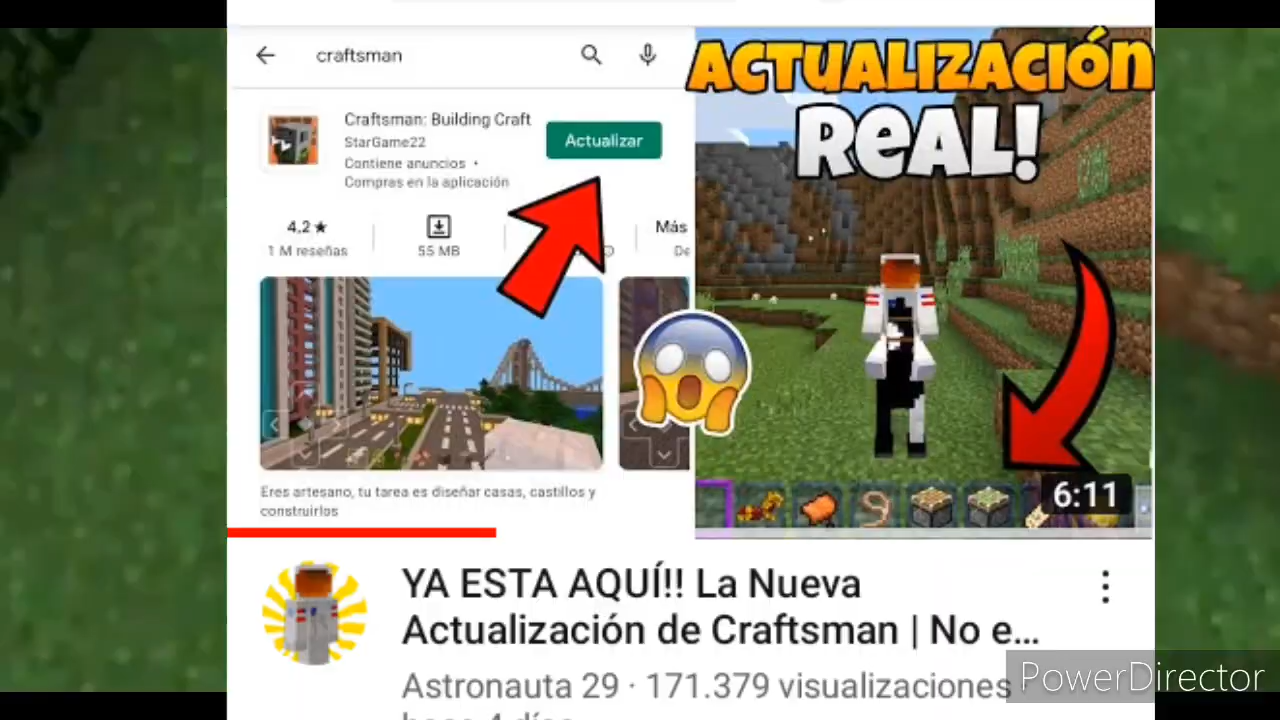 craftsman
Craftsman: Building Craft
StarGame22
Contiene anuncios •
Compras en la aplicación
Actualizar
4,2★
1 M reseñas
55 MB
Más
De
Eres artesano, tu tarea es diseñar casas, castillos y
construirlos
ACTUALIZACIÓN
REAL!
6:11
YA ESTA AQUÍ!! La Nueva
Actualización de Craftsman | No e...
Astronauta 29 · 171.379 visualizaciones
PowerDirector